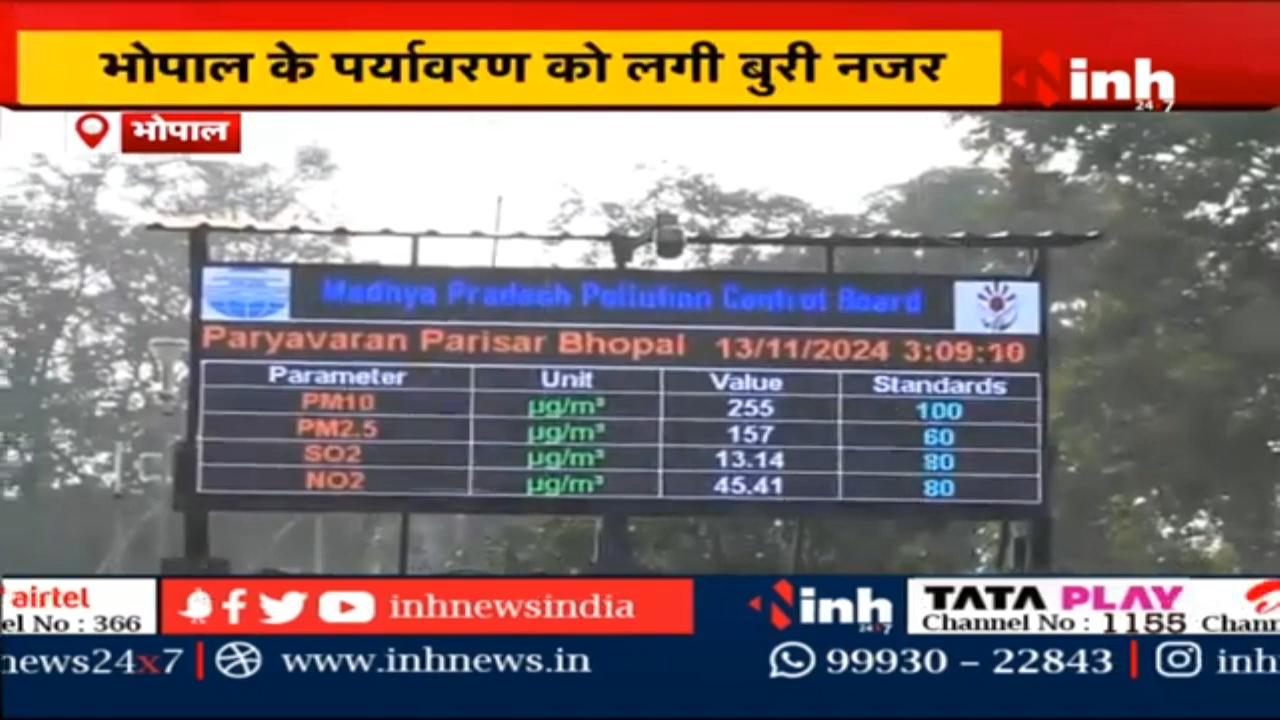 भोपाल के पर्यावरण को लगी बुरी नजर
inh
24x7
भोपाल
Madhya Pradesh Pollution Control Board
Paryavaran Parisar Bhopal 13/11/2024 3:09:10
Parameter Unit Value Standards
PM10 µg/m³ 255 100
PM2.5 µg/m³ 157 60
SO2 µg/m³ 13.14 80
NO2 µg/m³ 45.41 80
airtel
el No : 366
inhnewsindia
inh
24x7
TATA PLAY
Channel No : 1155 Chann
news24x7 | www.inhnews.in
99930 – 22843 | inh